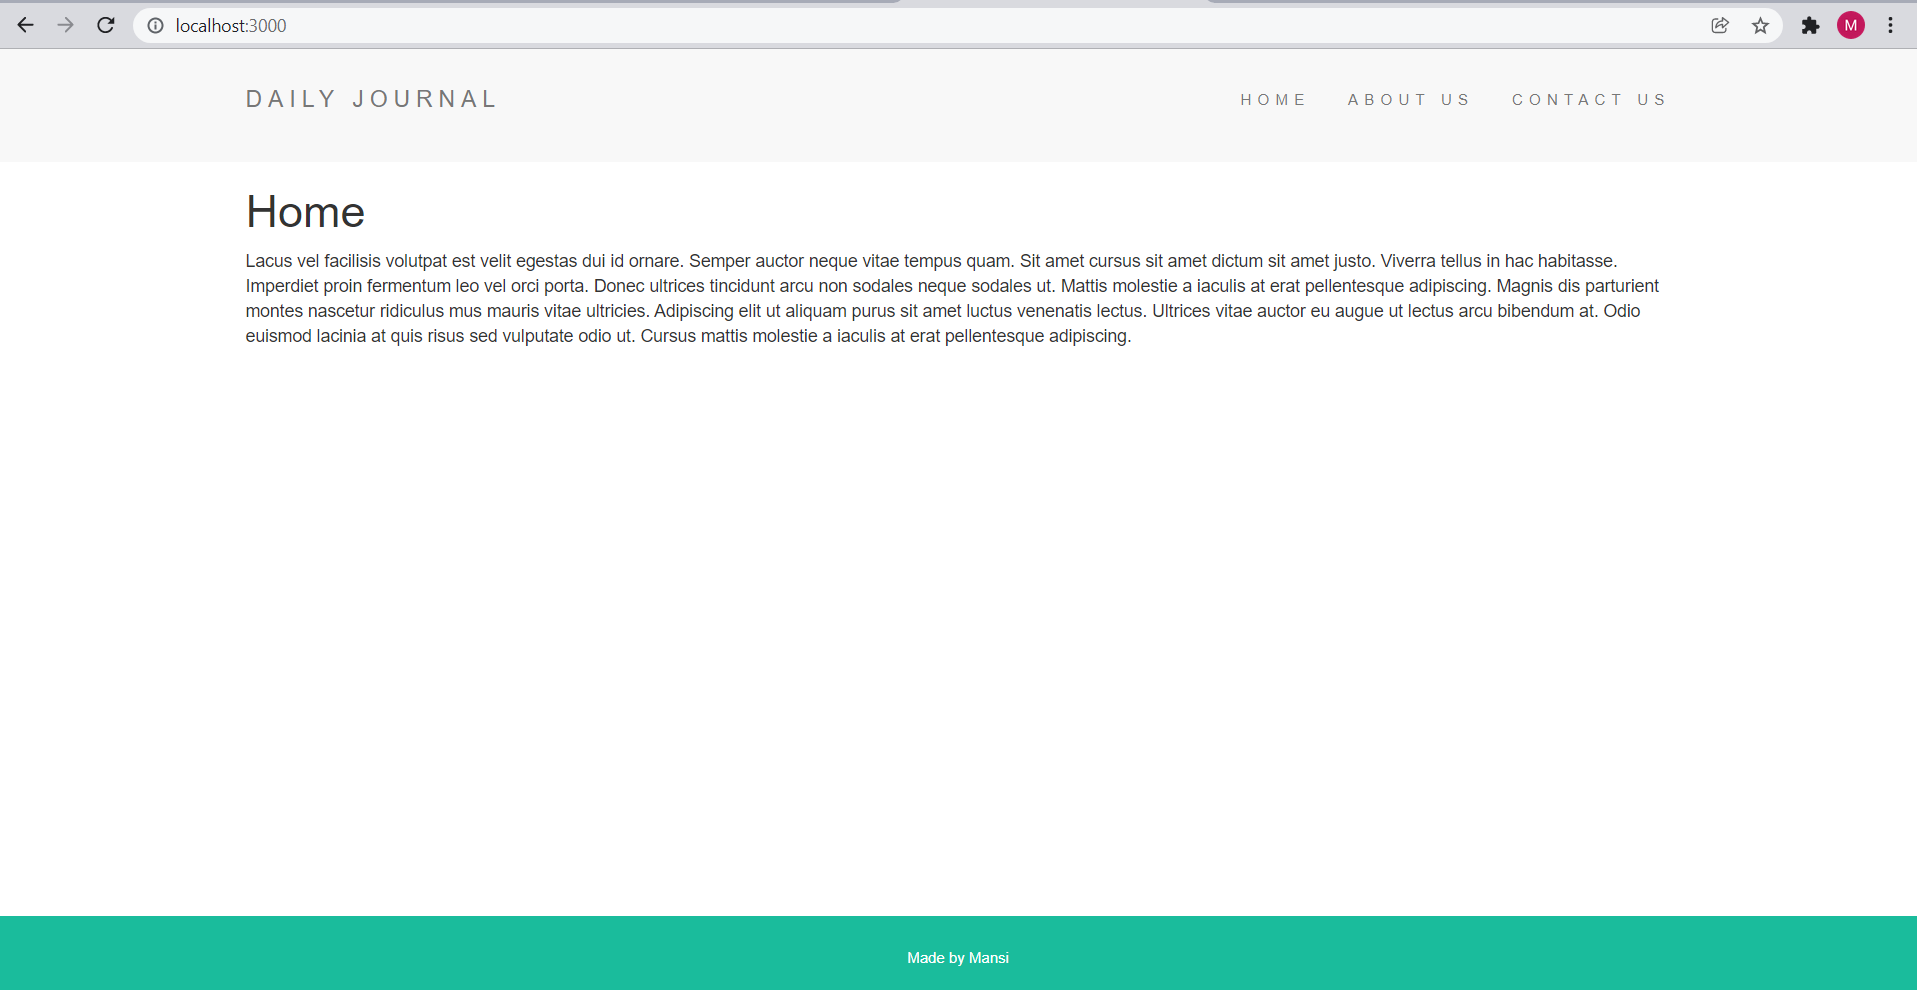 localhost:3000
M
DAILY JOURNAL
HOME ABOUT US CONTACT US
Home
Lacus vel facilisis volutpat est velit egestas dui id ornare. Semper auctor neque vitae tempus quam. Sit amet cursus sit amet dictum sit amet justo. Viverra tellus in hac habitasse.
Imperdiet proin fermentum leo vel orci porta. Donec ultrices tincidunt arcu non sodales neque sodales ut. Mattis molestie a iaculis at erat pellentesque adipiscing. Magnis dis parturient
montes nascetur ridiculus mus mauris vitae ultricies. Adipiscing elit ut aliquam purus sit amet luctus venenatis lectus. Ultrices vitae auctor eu augue ut lectus arcu bibendum at. Odio
euismod lacinia at quis risus sed vulputate odio ut. Cursus mattis molestie a iaculis at erat pellentesque adipiscing.
Made by Mansi